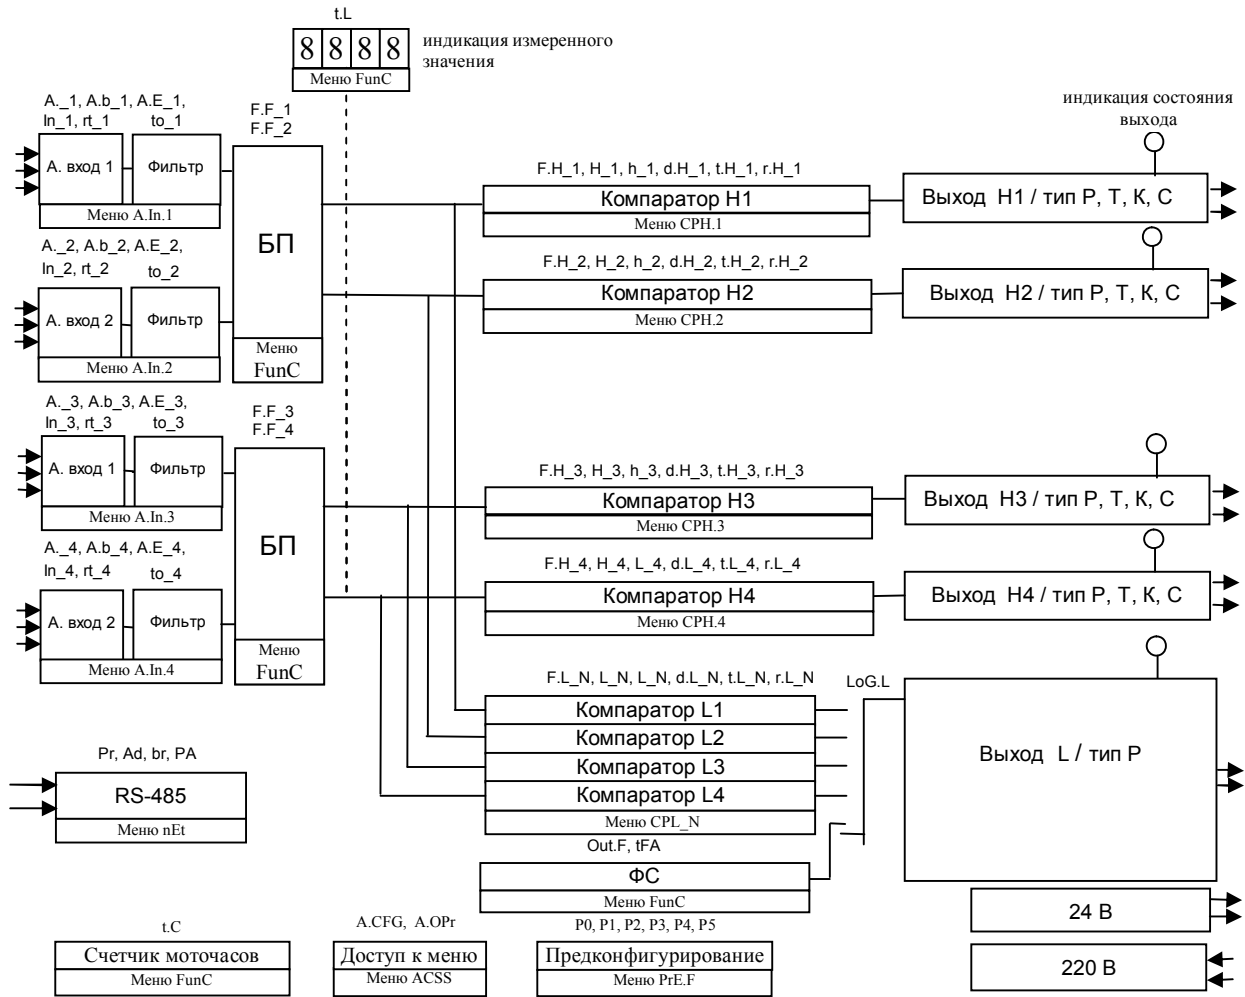 t.L
8 8 8 8
Меню FunC
индикация измеренного
значения
A._1, A.b_1, A.E_1,
In_1, rt_1 to_1
А. вход 1
Фильтр
Меню A.In.1
A._2, A.b_2, A.E_2,
In_2, rt_2 to_2
А. вход 2
Фильтр
Меню A.In.2
F.F_1
F.F_2
БП
Меню
FunC
A._3, A.b_3, A.E_3,
In_3, rt_3 to_3
А. вход 1
Фильтр
Меню A.In.3
A._4, A.b_4, A.E_4,
In_4, rt_4 to_4
А. вход 2
Фильтр
Меню A.In.4
F.F_3
F.F_4
БП
Меню
FunC
F.H_1, H_1, h_1, d.H_1, t.H_1, r.H_1
Компаратор H1
Меню CPH.1
F.H_2, H_2, h_2, d.H_2, t.H_2, r.H_2
Компаратор H2
Меню CPH.2
F.H_3, H_3, h_3, d.H_3, t.H_3, r.H_3
Компаратор H3
Меню CPH.3
F.H_4, H_4, L_4, d.L_4, t.L_4, r.L_4
Компаратор H4
Меню CPH.4
F.L_N, L_N, L_N, d.L_N, t.L_N, r.L_N
Компаратор L1
Компаратор L2
Компаратор L3
Компаратор L4
Меню CPL_N
Out.F, tFA
ФС
Меню FunC
LoG.L
индикация состояния
выхода
Выход H1 / тип Р, Т, К, С
Выход H2 / тип Р, Т, К, С
Выход H3 / тип Р, Т, К, С
Выход H4 / тип Р, Т, К, С
Выход L / тип Р
24 В
220 В
Pr, Ad, br, PA
RS-485
Меню nEt
t.C
Счетчик моточасов
Меню FunC
A.CFG, A.OPr
Доступ к меню
Меню ACSS
P0, P1, P2, P3, P4, P5
Предконфигурирование
Меню PrE.F